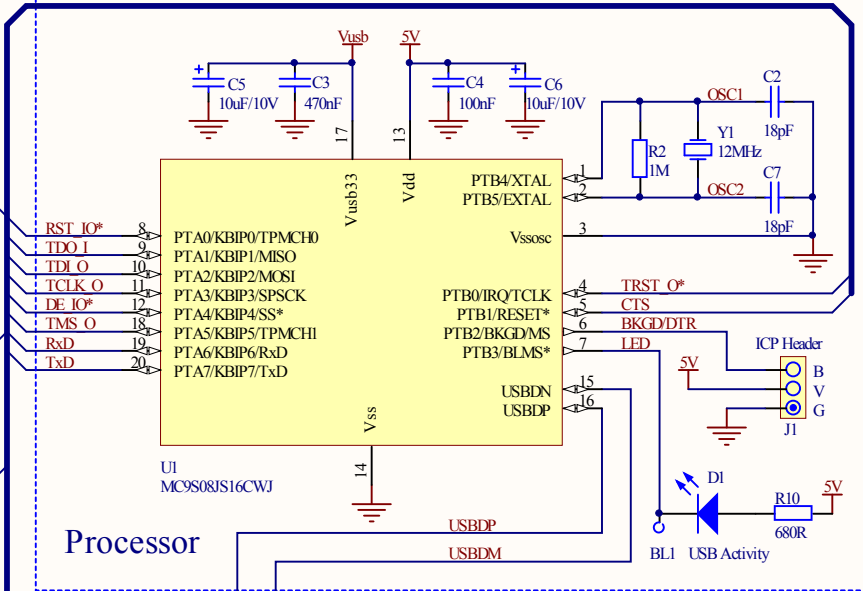 Vusb
5V
C5
10uF/10V
C3
470nF
C4
100nF
C6
10uF/10V
17
13
Vusb33
Vdd
OSC1
C2
18pF
R2
1M
Y1
12MHz
OSC2
C7
18pF
PTB4/XTAL 1
PTB5/EXTAL 2
Vssosc 3
RST_IO* 8 PTA0/KBIP0/TPMCH0
TDO_I 9 PTA1/KBIP1/MISO
TDI_O 10 PTA2/KBIP2/MOSI
TCLK_O 11 PTA3/KBIP3/SPSCK
DE_IO* 12 PTA4/KBIP4/SS*
TMS_O 18 PTA5/KBIP5/TPMCH1
RxD 19 PTA6/KBIP6/RxD
TxD 20 PTA7/KBIP7/TxD
PTB0/IRQ/TCLK 4 TRST_O*
PTB1/RESET* 5 CTS
PTB2/BKGD/MS 6 BKGD/DTR
PTB3/BLMS* 7 LED
USBDN 15
USBDP 16
ICP Header
5V
B
V
G
J1
Vss
14
U1
MC9S08JS16CWJ
Processor
USBDP
USBDM
D1
R10
680R
5V
BL1
USB Activity